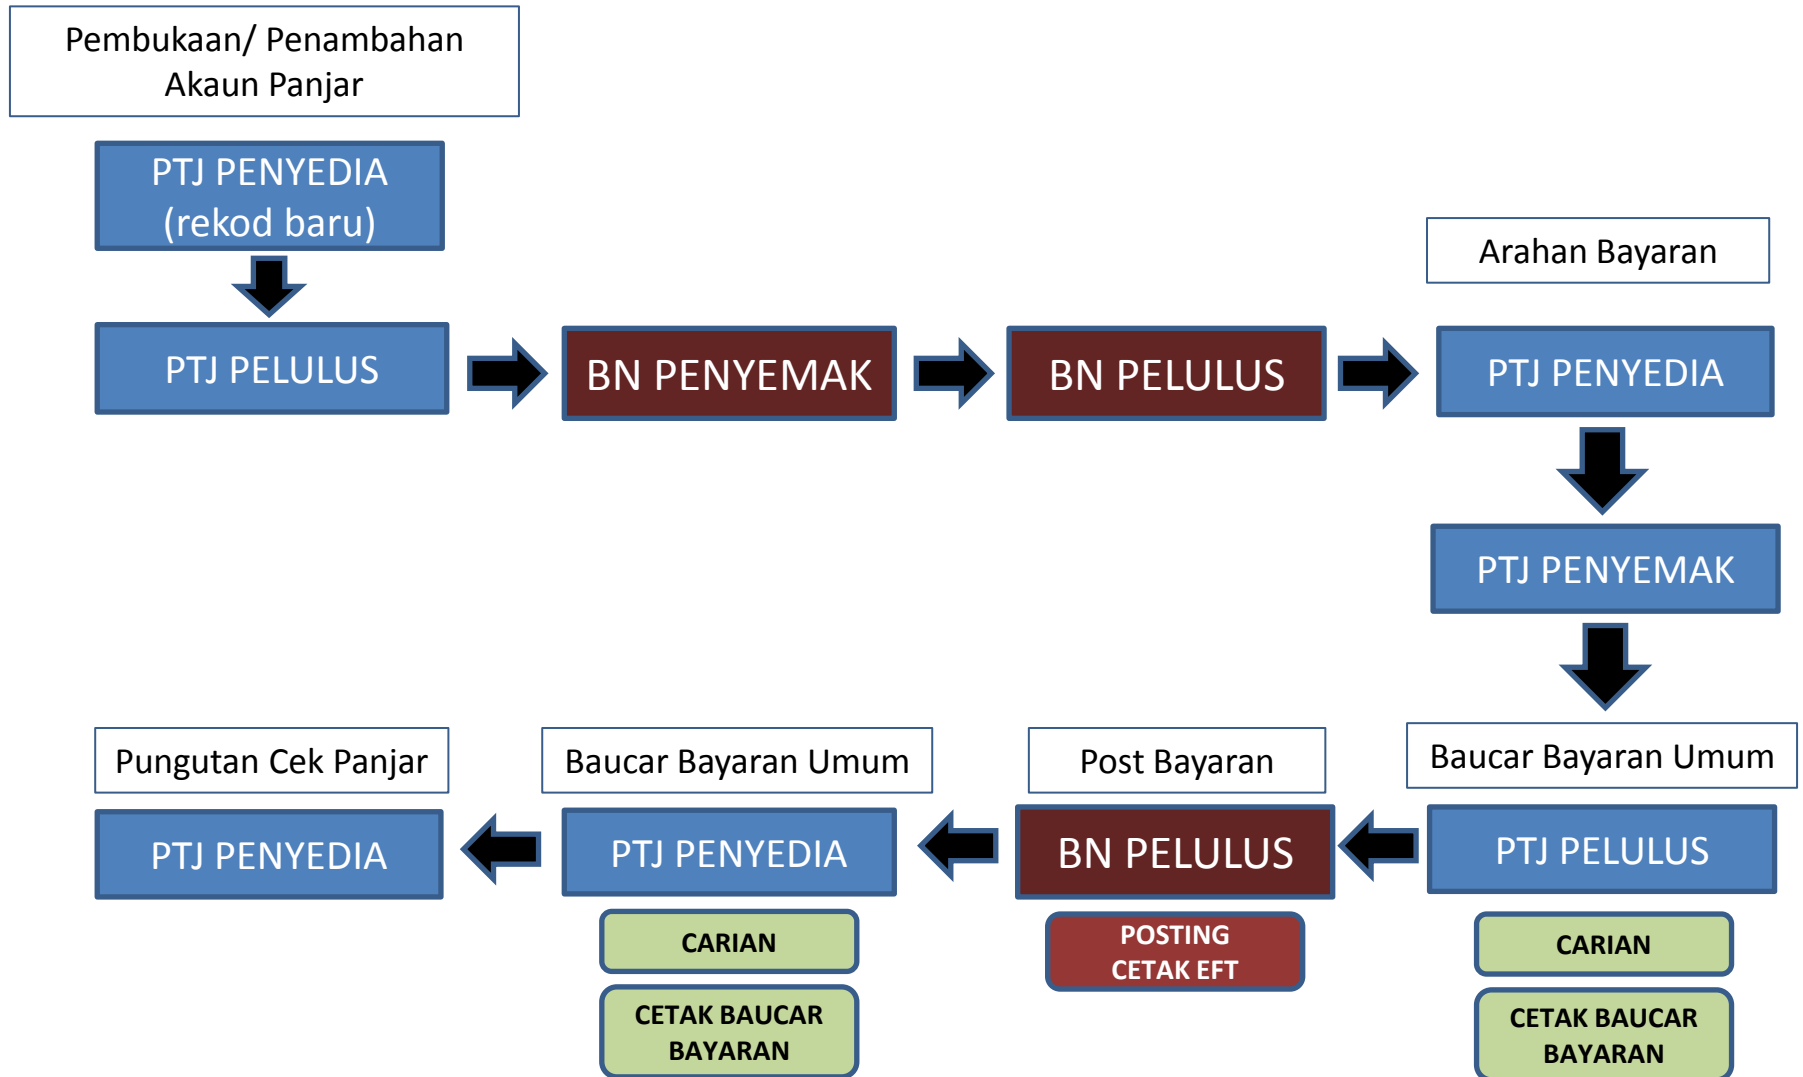 Pembukaan/ Penambahan
Akaun Panjar
PTJ PENYEDIA
(rekod baru)
Arahan Bayaran
PTJ PELULUS
BN PENYEMAK
BN PELULUS
PTJ PENYEDIA
PTJ PENYEMAK
Pungutan Cek Panjar
Baucar Bayaran Umum
Post Bayaran
Baucar Bayaran Umum
PTJ PENYEDIA
PTJ PENYEDIA
BN PELULUS
PTJ PELULUS
CARIAN
POSTING
CETAK EFT
CARIAN
CETAK BAUCAR
BAYARAN
CETAK BAUCAR
BAYARAN